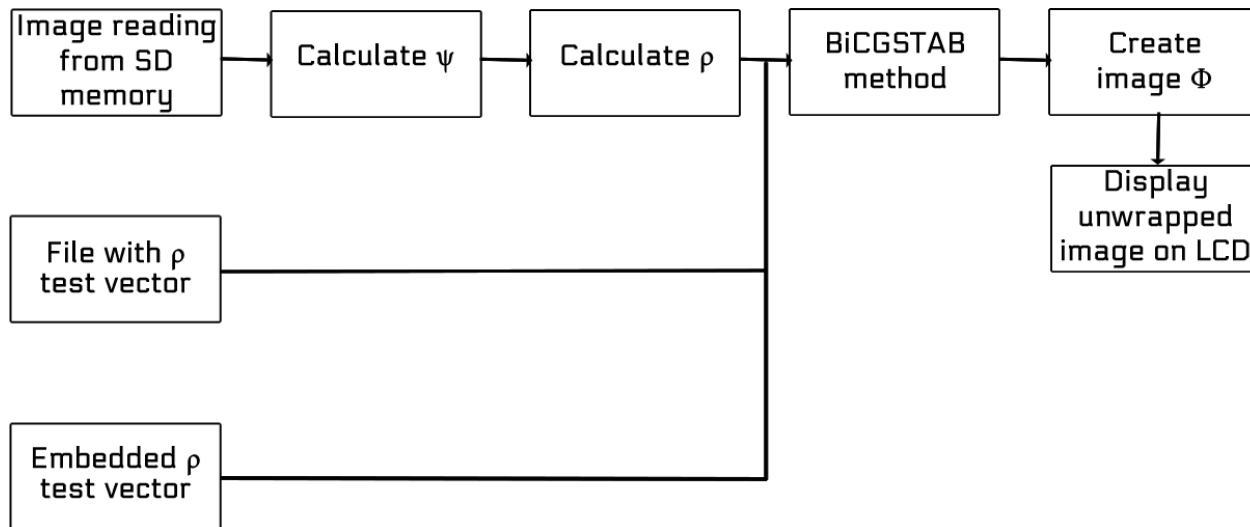 Image reading
from SD
memory
Calculate ψ
Calculate ρ
BiCGSTAB
method
Create
image Φ
Display
unwrapped
image on LCD
File with ρ
test vector
Embedded ρ
test vector